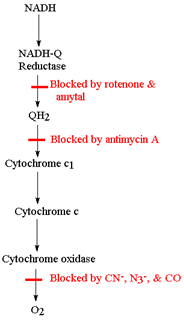 NADH
NADH-Q
Reductase
Blocked by rotenone &
amytal
QH2
Blocked by antimycin A
Cytochrome c1
Cytochrome c
Cytochrome oxidase
Blocked by CN-, N3-, & CO
O2